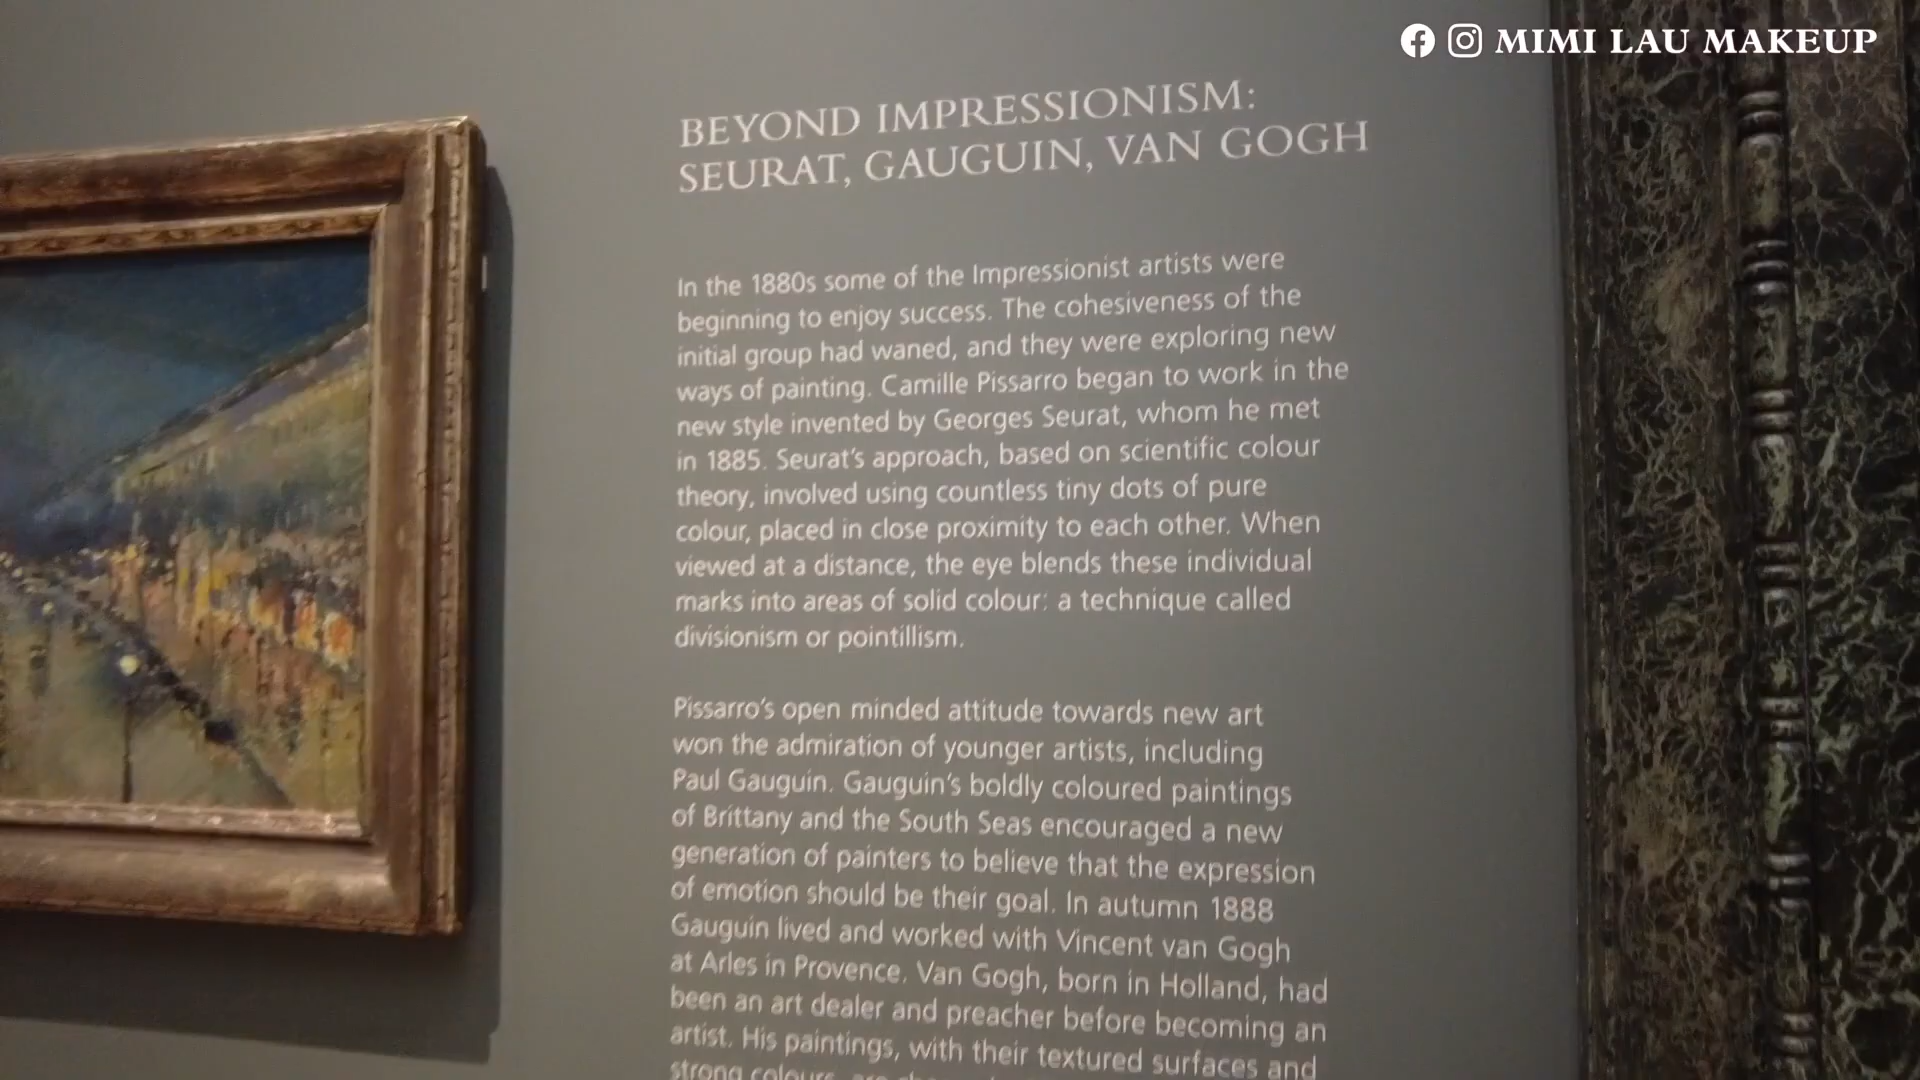 MIMI LAU MAKEUP
BEYOND IMPRESSIONISM:
SEURAT, GAUGUIN, VAN GOGH
In the 1880s some of the Impressionist artists were
beginning to enjoy success. The cohesiveness of the
initial group had waned, and they were exploring new
ways of painting. Camille Pissarro began to work in the
new style invented by Georges Seurat, whom he met
in 1885. Seurat's approach, based on scientific colour
theory, involved using countless tiny dots of pure
colour, placed in close proximity to each other. When
viewed at a distance, the eye blends these individual
marks into areas of solid colour: a technique called
divisionism or pointillism.
Pissarro's open minded attitude towards new art
won the admiration of younger artists, including
Paul Gauguin. Gauguin's boldly coloured paintings
of Brittany and the South Seas encouraged a new
generation of painters to believe that the expression
of emotion should be their goal. In autumn 1888
Gauguin lived and worked with Vincent van Gogh
at Arles in Provence. Van Gogh, born in Holland, had
been an art dealer and preacher before becoming an
artist. His paintings, with their textured surfaces and
strong colours, are